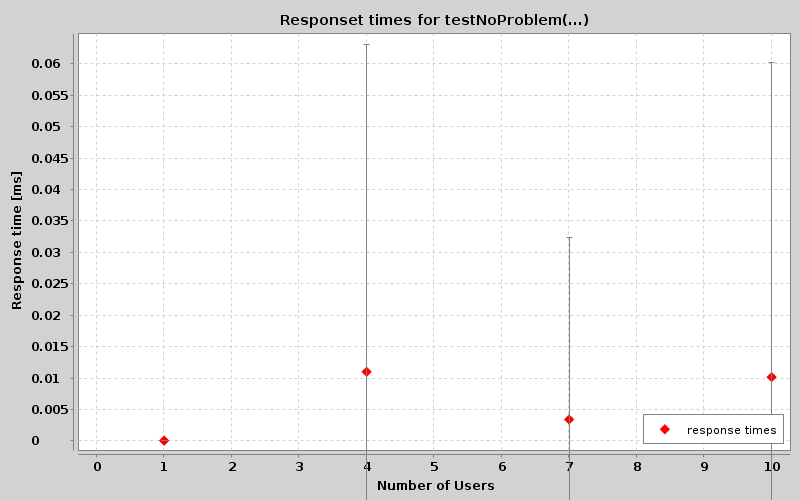 Responset times for testNoProblem(...)
Response time [ms]
0.06
0.055
0.05
0.045
0.04
0.035
0.03
0.025
0.02
0.015
0.01
0.005
0
response times
0 1 2 3 4 5 6 7 8 9 10
Number of Users